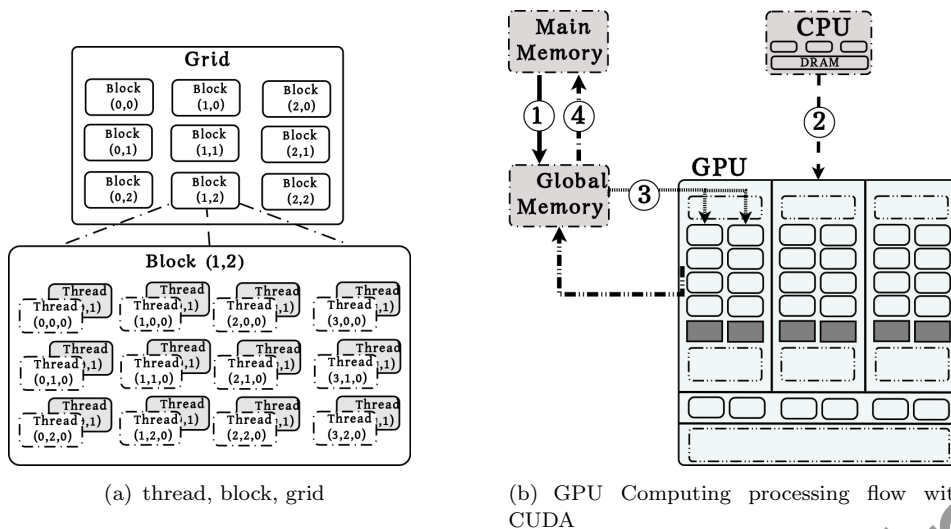 Grid
Block
(0,0)
Block
(1,0)
Block
(2,0)
Block
(0,1)
Block
(1,1)
Block
(2,1)
Block
(0,2)
Block
(1,2)
Block
(2,2)
Block (1,2)
Thread
,1)
Thread
(0,0,0)
Thread
,1)
Thread
(1,0,0)
Thread
,1)
Thread
(2,0,0)
Thread
,1)
Thread
(3,0,0)
Thread
,1)
Thread
(0,1,0)
Thread
,1)
Thread
(1,1,0)
Thread
,1)
Thread
(2,1,0)
Thread
,1)
Thread
(3,1,0)
Thread
,1)
Thread
(0,2,0)
Thread
,1)
Thread
(1,2,0)
Thread
,1)
Thread
(2,2,0)
Thread
,1)
Thread
(3,2,0)
(a) thread, block, grid
Main
Memory
CPU
DRAM
1
4
2
GPU
Global
Memory
3
(b) GPU Computing processing flow wit
CUDA